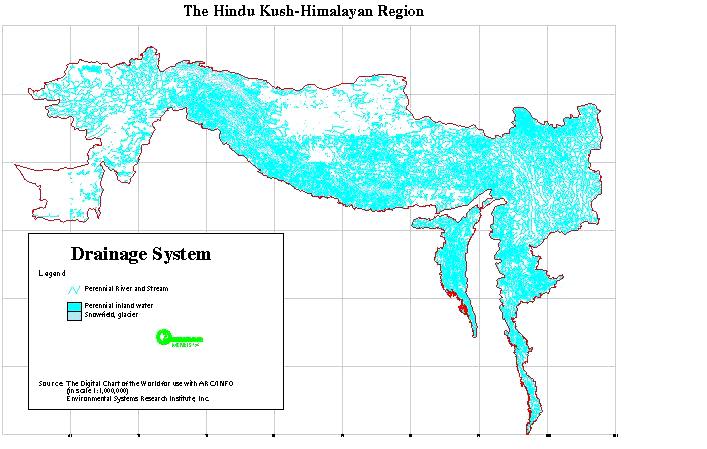 The Hindu Kush-Himalayan Region
Drainage System
Legend
Perennial River and Stream
Perennial inland water
Snowfield, glacier
Source: The Digital Chart of the World for use with ARC/INFO
(in scale 1:1,000,000)
Environmental Systems Research Institute, Inc.